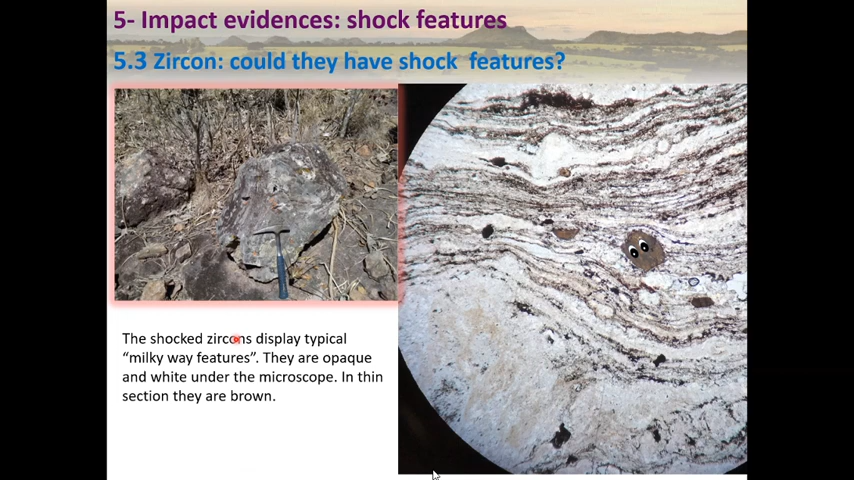 5- Impact evidences: shock features
5.3 Zircon: could they have shock features?
The shocked zircons display typical
“milky way features”. They are opaque
and white under the microscope. In thin
section they are brown.